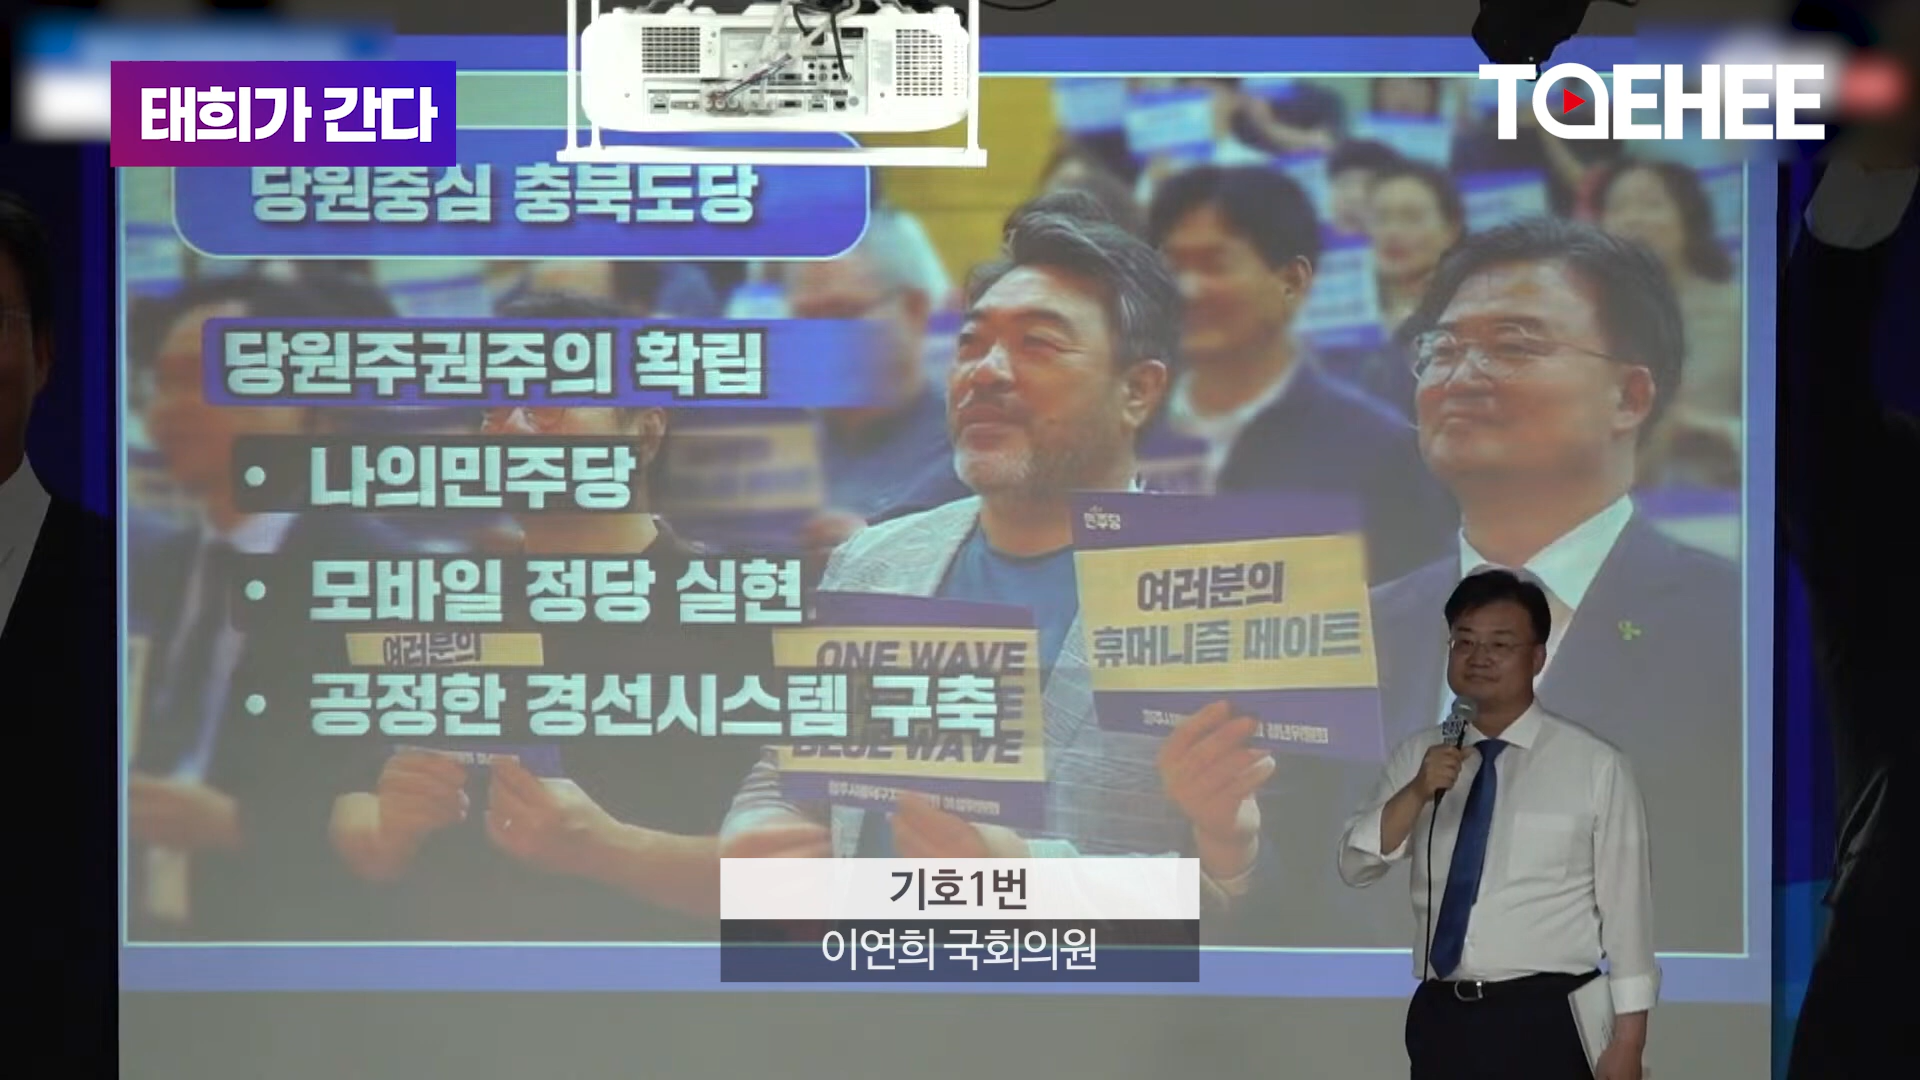 태희가 간다
TAEHEE
당원중심 충북도당
당원주권주의 확립
• 나의민주당
• 모바일 정당 실현
• 공정한 경선시스템 구축
민주당
여러분의
휴머니즘 메이트
여러분의
ONE WAVE
BLUE WAVE
기호1번
이연희 국회의원